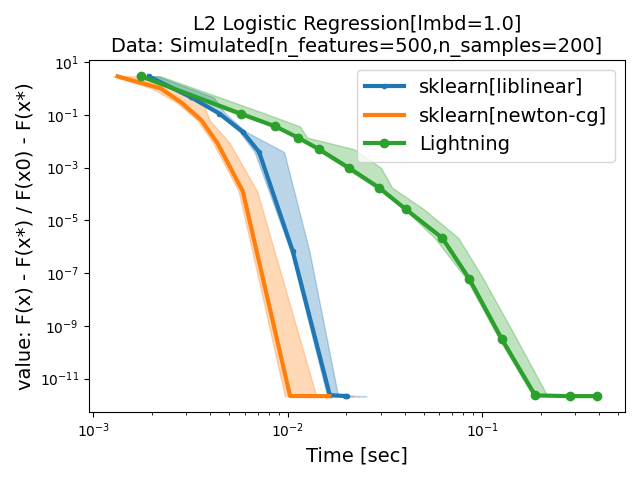 L2 Logistic Regression[lmbd=1.0]
Data: Simulated[n_features=500,n_samples=200]
value: F(x) - F(x*) / F(x0) - F(x*)
10¹
10⁻¹
10⁻³
10⁻⁵
10⁻⁷
10⁻⁹
10⁻¹¹
sklearn[liblinear]
sklearn[newton-cg]
Lightning
10⁻³
10⁻²
10⁻¹
Time [sec]